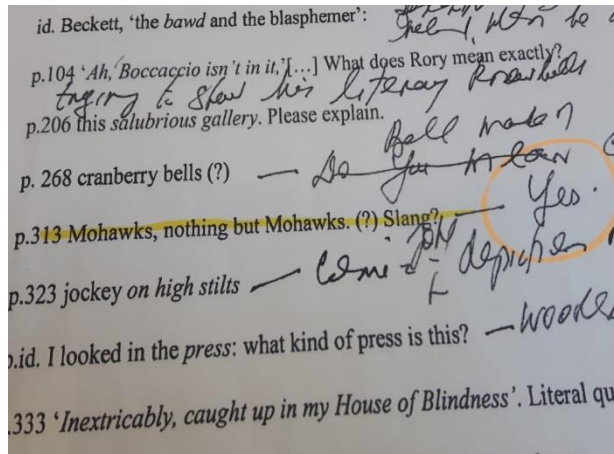 id. Beckett, 'the bawd and the blasphemer':
p.104 'Ah, Boccaccio isn't in it,'[...] What does Rory mean exactly?
trying to show his literary
p.206 this salubrious gallery. Please explain.
Bell made
p. 268 cranberry bells (?) —
p.313 Mohawks, nothing but Mohawks. (?) Slang? — Yes.
p.323 jockey on high stilts — depiction
.id. I looked in the press: what kind of press is this? — Wooden
.333 'Inextricably, caught up in my House of Blindness'. Literal qu